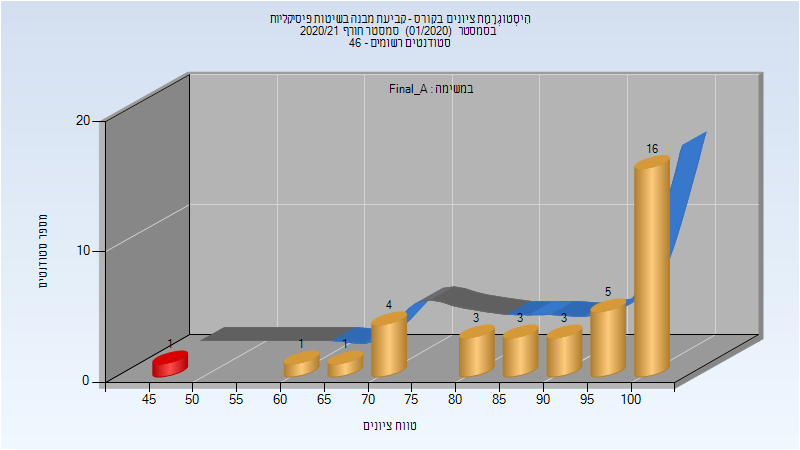 הִיסְטוֹגְרָמַת ציונים בקורס - קביעת מבנה בשיטות פיסיקליות
בסמסטר (01/2020) סמסטר חורף 2020/21
סטודנטים רשומים - 46
במשימה : Final_A
20
10
0
מספר סטודנטים
1
1
1
4
3
3
3
5
16
45 50 55 60 65 70 75 80 85 90 95 100
טווח ציונים